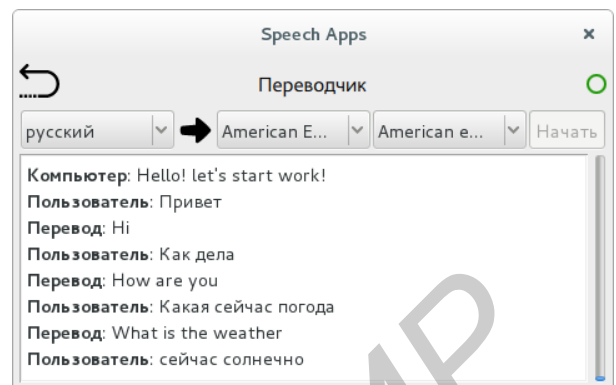 Speech Apps
Переводчик
русский American E... American e... Начать
Компьютер: Hello! let's start work!
Пользователь: Привет
Перевод: Hi
Пользователь: Как дела
Перевод: How are you
Пользователь: Какая сейчас погода
Перевод: What is the weather
Пользователь: сейчас солнечно